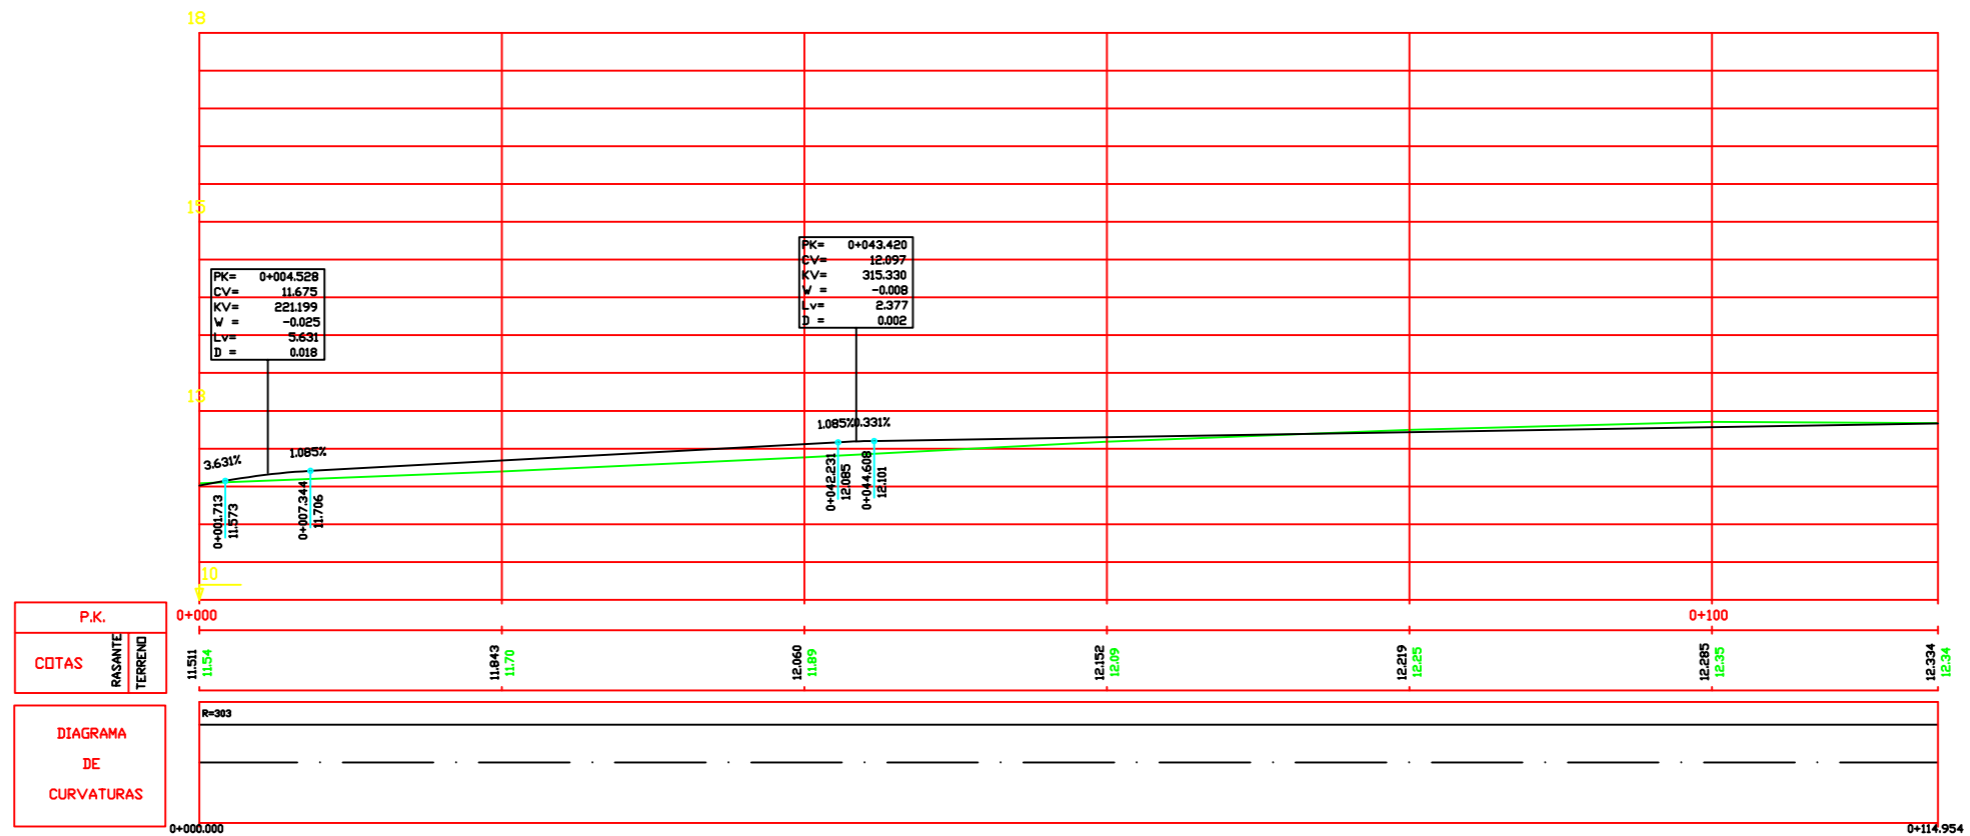 18
15
13
10
PK= 0+004.528
CV= 11.675
KV= 221.199
W = -0.025
Lv= 5.631
D = 0.018
PK= 0+043.420
CV= 12.097
KV= 315.330
W = -0.008
Lv= 2.377
D = 0.002
3.631%
1.085%
1.085%
0.331%
0+001.713
11.573
0+007.344
11.706
0+042.231
12.085
0+044.608
12.101
P.K.
0+000
0+100
COTAS
RASANTE
TERRENO
11.511
11.54
11.843
11.70
12.060
11.89
12.152
12.09
12.219
12.25
12.285
12.35
12.334
12.34
DIAGRAMA
DE
CURVATURAS
R=303
0+000.000
0+114.954